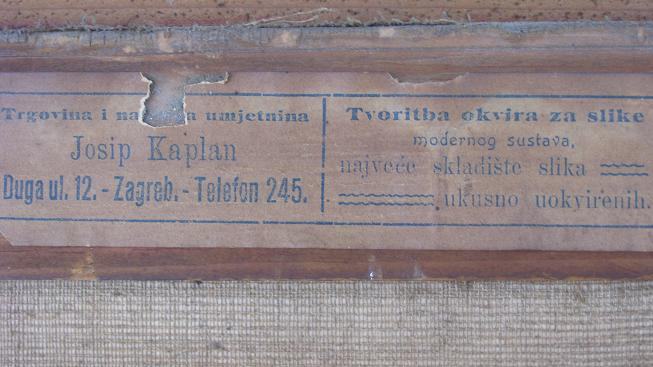 Trgovina i na a umjetnina
Josip Kaplan
Duga ul. 12. - Zagreb. - Telefon 245.
Tvoritba okvira za slike
modernog sustava,
najveće skladište slika
ukusno uokvirenih.